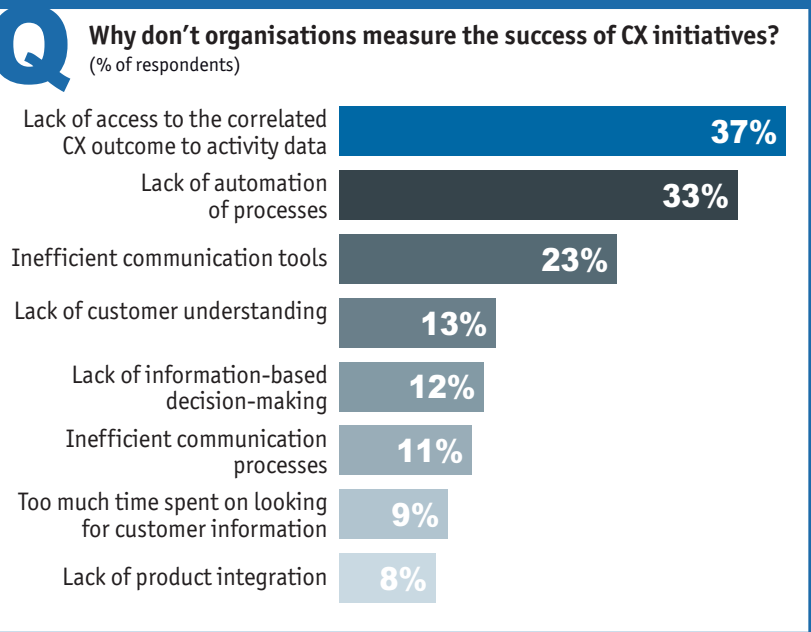 Q
Why don’t organisations measure the success of CX initiatives?
(% of respondents)
Lack of access to the correlated
CX outcome to activity data
37%
Lack of automation
of processes
33%
Inefficient communication tools
23%
Lack of customer understanding
13%
Lack of information-based
decision-making
12%
Inefficient communication
processes
11%
Too much time spent on looking
for customer information
9%
Lack of product integration
8%